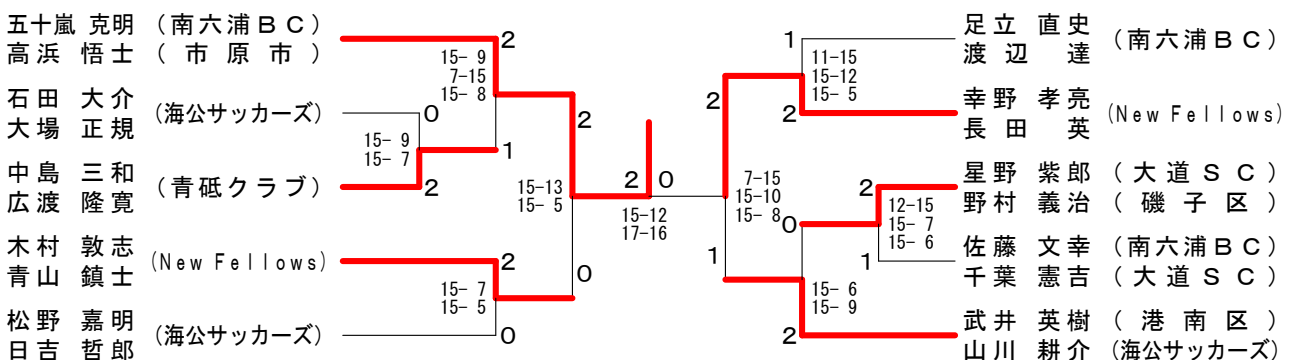 五十嵐 克明 (南六浦BC)
高浜 悟士 (市原市)
石田 大介 (海公サッカーズ)
大場 正規
中島 三和 (青砥クラブ)
広渡 隆寛
木村 敦志 (New Fellows)
青山 鎮士
松野 嘉明 (海公サッカーズ)
日吉 哲郎
2
15- 9
7-15
15- 8
0
15- 9
15- 7
2
1
2
15-13
15- 5
0
2
15- 7
15- 5
0
2 0
15-12
17-16
足立 直史 (南六浦BC)
渡辺 達
幸野 孝亮 (New Fellows)
長田 英
星野 紫郎 (大道SC)
野村 義治 (磯子区)
佐藤 文幸 (南六浦BC)
千葉 憲吉 (大道SC)
武井 英樹 (港南区)
山川 耕介 (海公サッカーズ)
1
11-15
15-12
15- 5
2
2
7-15
15-10
15- 8
1
2
12-15
15- 7
15- 6
1
0
15- 6
15- 9
2